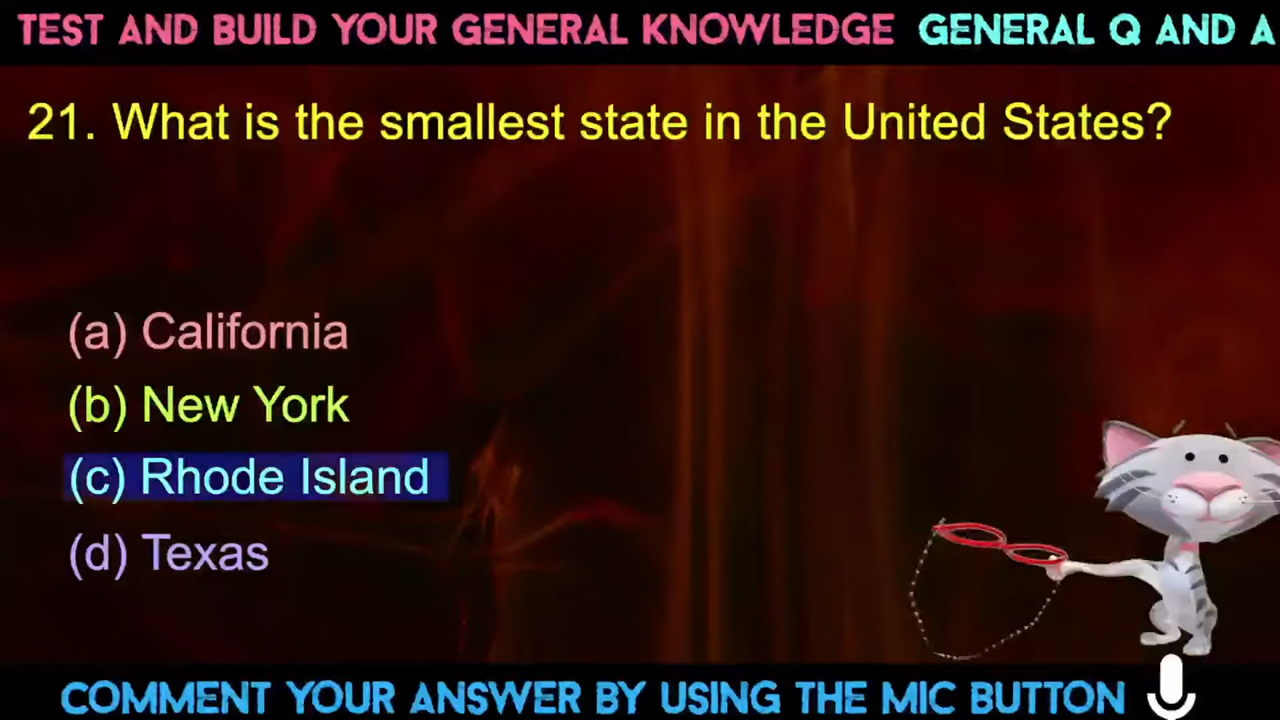 TEST AND BUILD YOUR GENERAL KNOWLEDGE GENERAL Q AND A
21. What is the smallest state in the United States?
(a) California
(b) New York
(c) Rhode Island
(d) Texas
COMMENT YOUR ANSWER BY USING THE MIC BUTTON